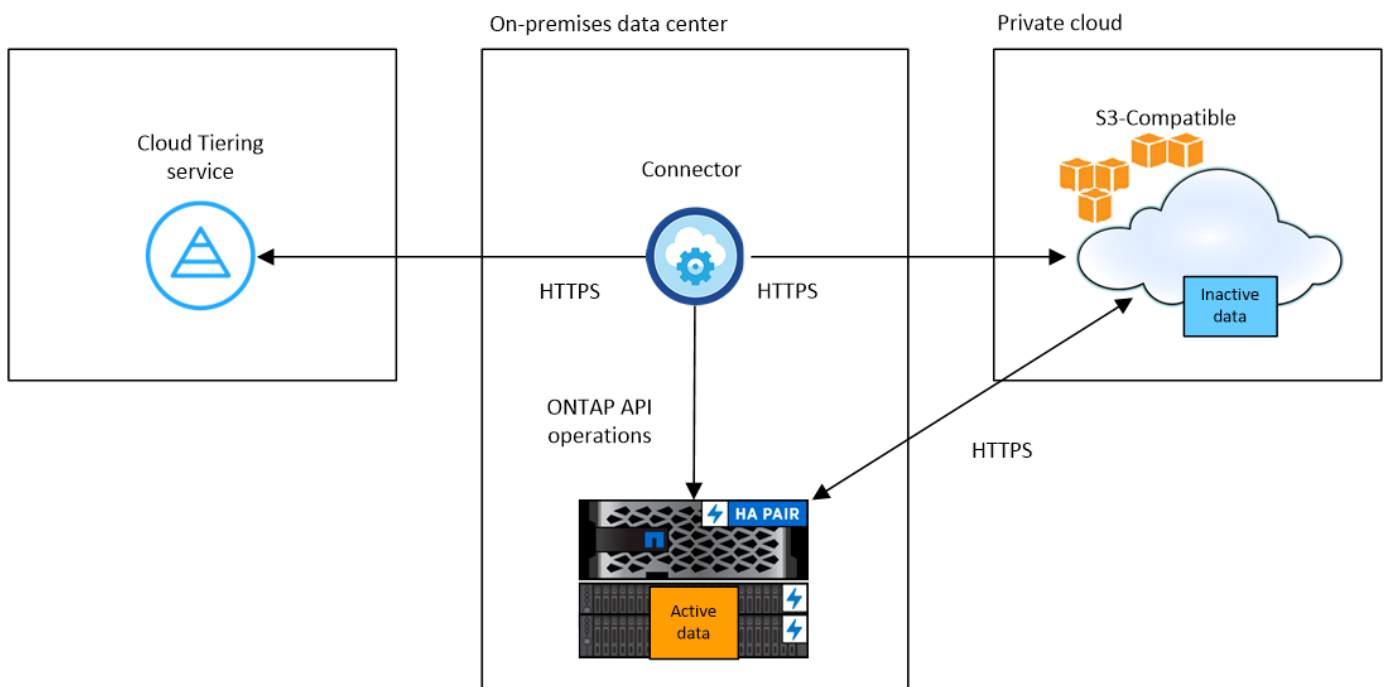 On-premises data center
Private cloud
Cloud Tiering
service
Connector
S3-Compatible
HTTPS
HTTPS
Inactive
data
ONTAP API
operations
HTTPS
HA PAIR
Active
data